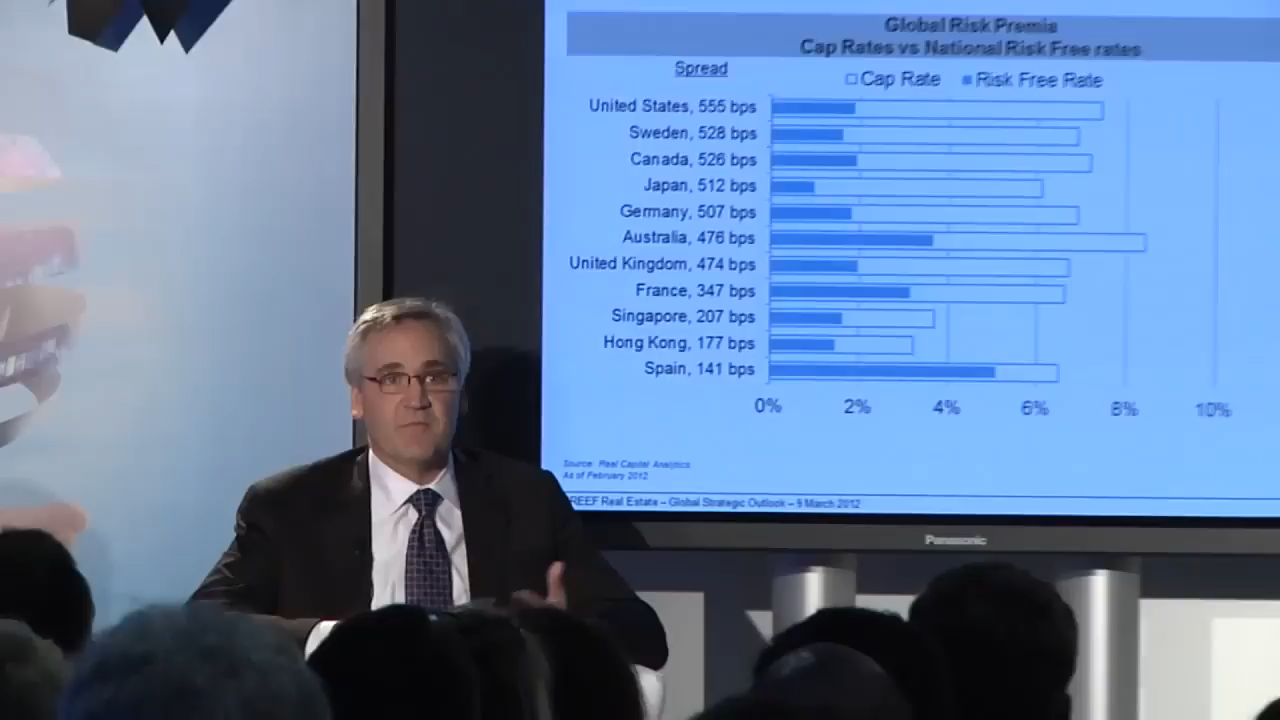 Global Risk Premia
Cap Rates vs National Risk Free rates
Spread
Cap Rate Risk Free Rate
United States, 555 bps
Sweden, 528 bps
Canada, 526 bps
Japan, 512 bps
Germany, 507 bps
Australia, 476 bps
United Kingdom, 474 bps
France, 347 bps
Singapore, 207 bps
Hong Kong, 177 bps
Spain, 141 bps
0% 2% 4% 6% 8% 10%
Source: Real Capital Analytics
As of February 2012
REEF Real Estate – Global Strategic Outlook – 9 March 2012
Panasonic